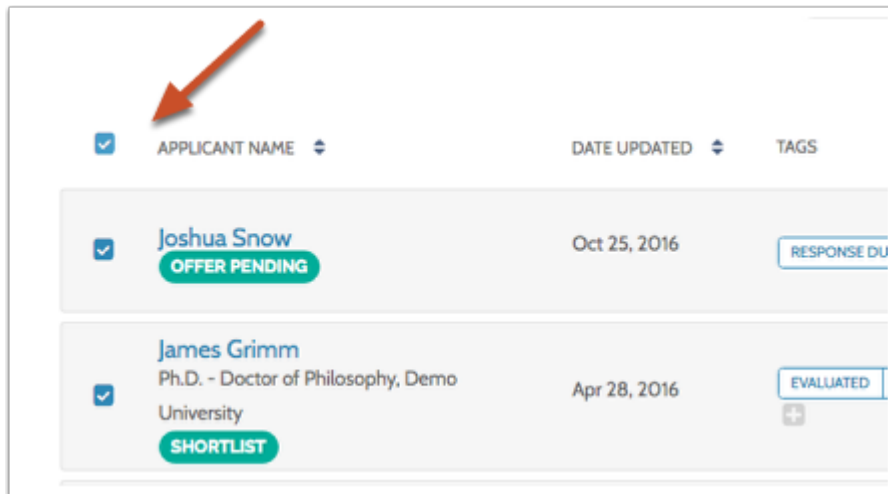 APPLICANT NAME DATE UPDATED TAGS
Joshua Snow Oct 25, 2016
OFFER PENDING
James Grimm
Ph.D. - Doctor of Philosophy, Demo
University
Apr 28, 2016 EVALUATED
SHORTLIST
RESPONSE